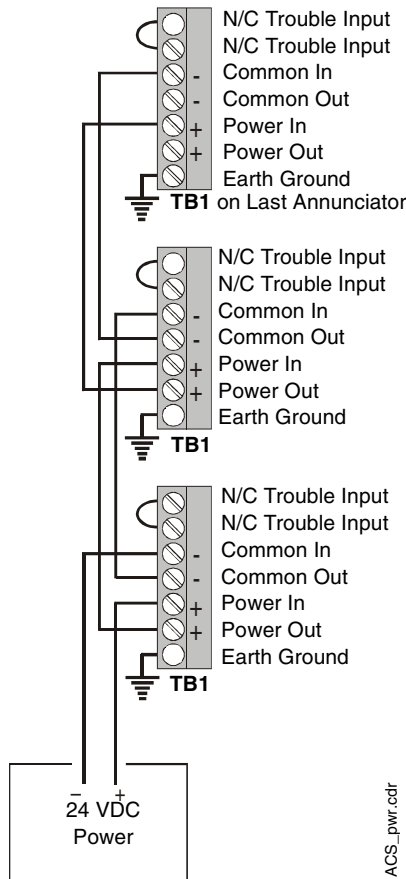 N/C Trouble Input
N/C Trouble Input
- Common In
- Common Out
+ Power In
+ Power Out
Earth Ground
TB1 on Last Annunciator
N/C Trouble Input
N/C Trouble Input
- Common In
- Common Out
+ Power In
+ Power Out
Earth Ground
TB1
N/C Trouble Input
N/C Trouble Input
- Common In
- Common Out
+ Power In
+ Power Out
Earth Ground
TB1
– +
24 VDC
Power
ACS_pwr.cdr